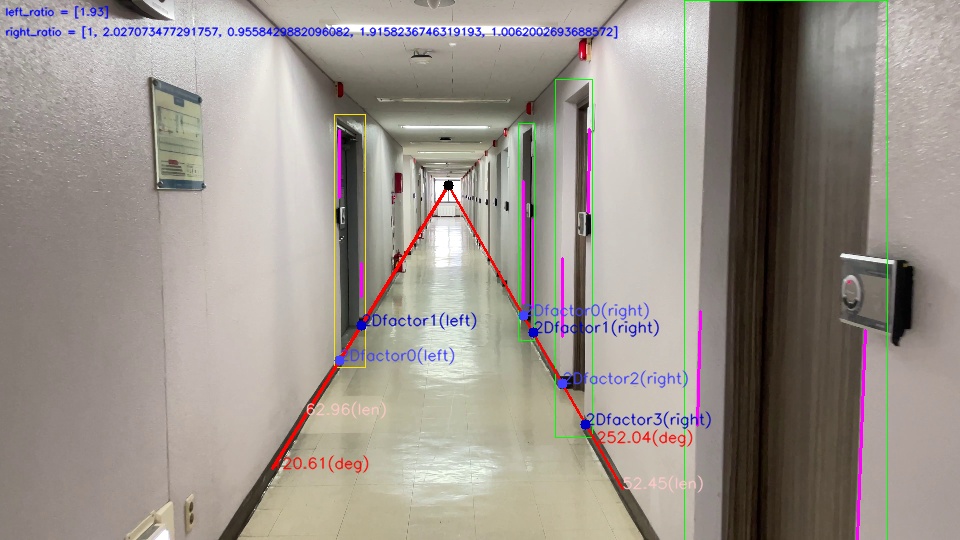 left_ratio = [1.93]
right_ratio = [1, 2.027073477291757, 0.9558429882096082, 1.9158236746319193, 1.0062002693688572]
2Dfactor0(right)
2Dfactor1(left)
2Dfactor1(right)
2Dfactor0(left)
2Dfactor2(right)
62.96(len)
2Dfactor3(right)
252.04(deg)
20.61(deg)
52.45(len)